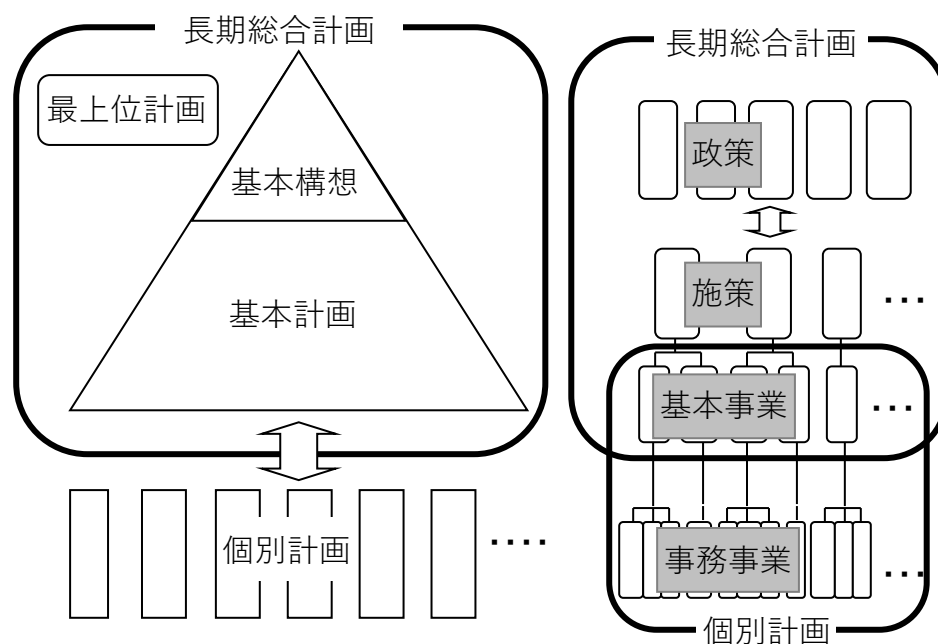 長期総合計画
最上位計画
基本構想
基本計画
個別計画
‥‥
長期総合計画
政策
施策
…
基本事業
…
事務事業
…
個別計画